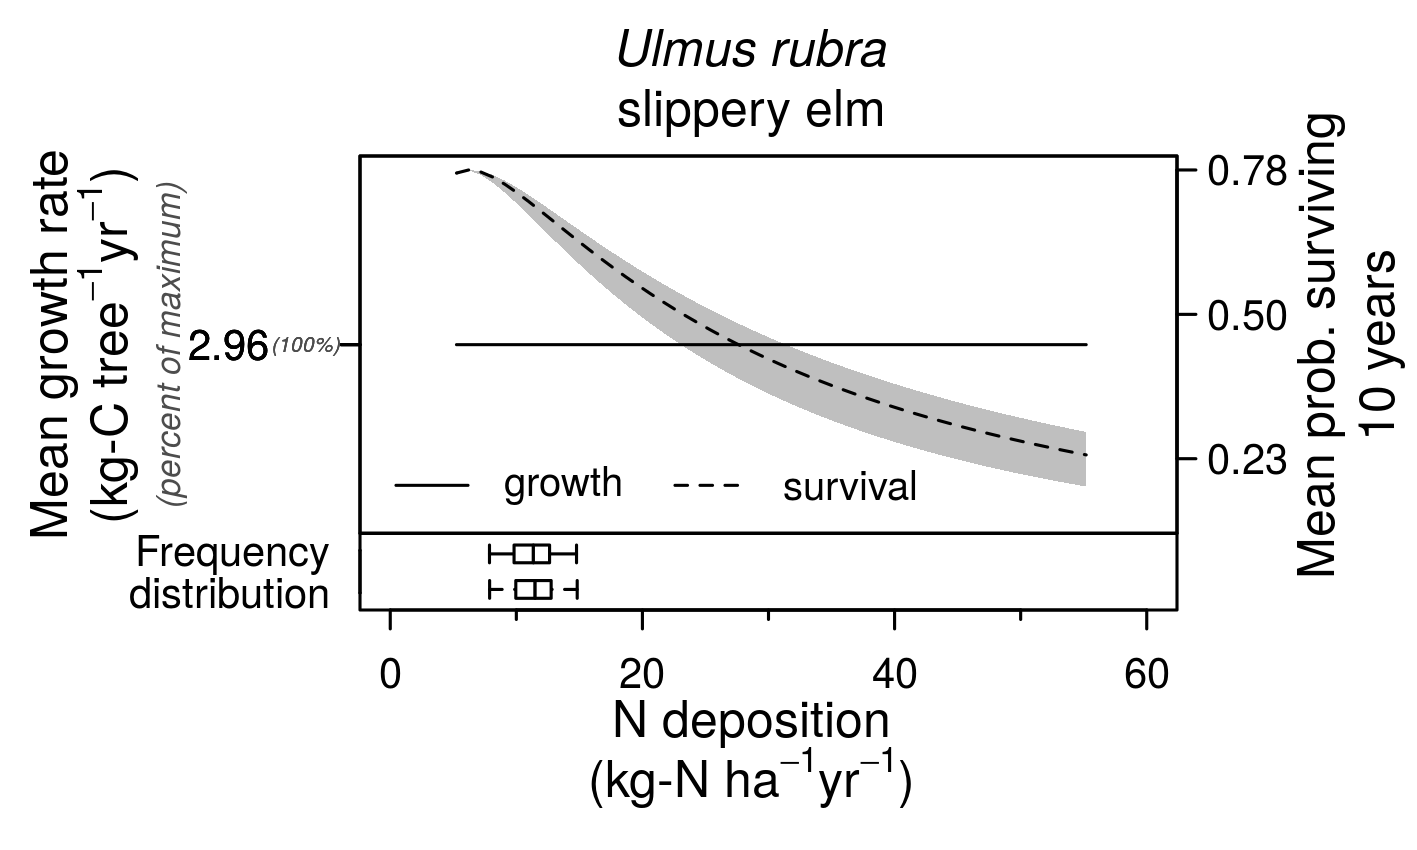 Ulmus rubra
slippery elm
Mean growth rate
(kg-C tree⁻¹yr⁻¹)
(percent of maximum)
2.96 (100%)
0.78
0.50
0.23
Mean prob. surviving
10 years
growth
survival
Frequency
distribution
0 20 40 60
N deposition
(kg-N ha⁻¹yr⁻¹)